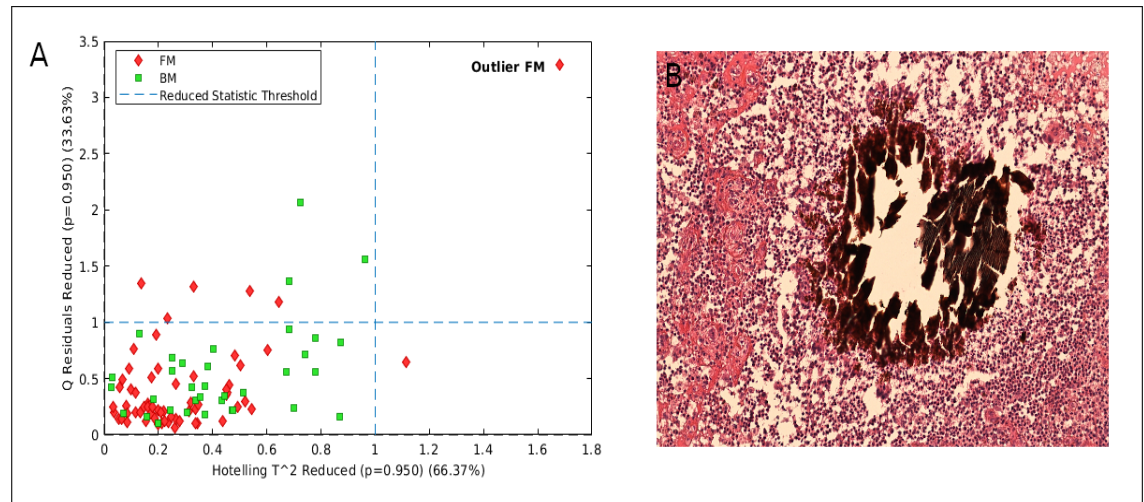 A
3.5
3
2.5
2
1.5
1
0.5
0
Q Residuals Reduced (p=0.950) (33.63%)
FM
BM
Reduced Statistic Threshold
Outlier FM
0 0.2 0.4 0.6 0.8 1 1.2 1.4 1.6 1.8
Hotelling T^2 Reduced (p=0.950) (66.37%)
B